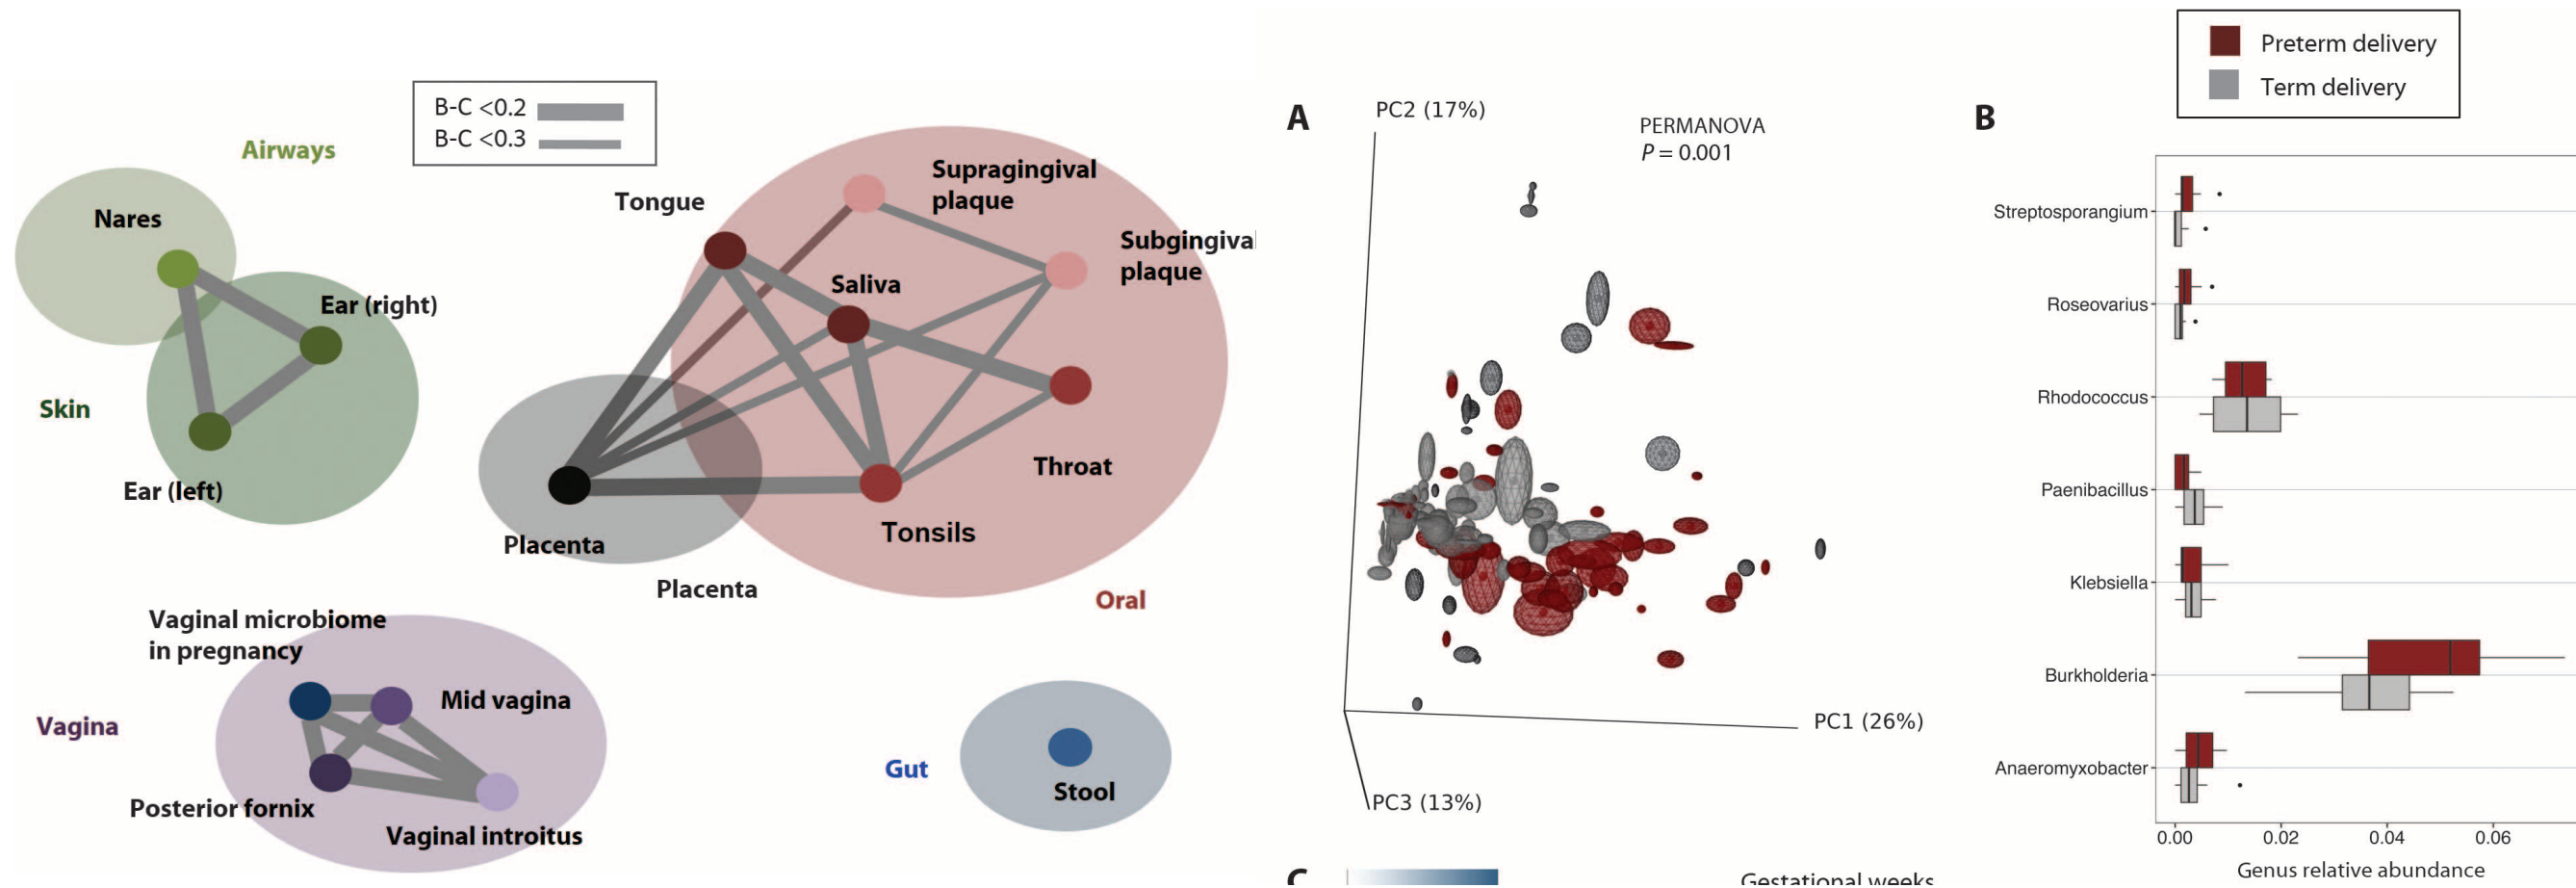 B-C <0.2
B-C <0.3
Airways
Nares
Ear (right)
Skin
Ear (left)
Tongue
Supragingival
plaque
Subgingival
plaque
Saliva
Throat
Tonsils
Placenta
Placenta
Oral
Vaginal microbiome
in pregnancy
Mid vagina
Vagina
Posterior fornix
Vaginal introitus
Gut
Stool
A
PC2 (17%)
PERMANOVA
P = 0.001
PC1 (26%)
PC3 (13%)
C
Gestational weeks
Preterm delivery
Term delivery
B
Streptosporangium
Roseovarius
Rhodococcus
Paenibacillus
Klebsiella
Burkholderia
Anaeromyxobacter
0.00 0.02 0.04 0.06
Genus relative abundance